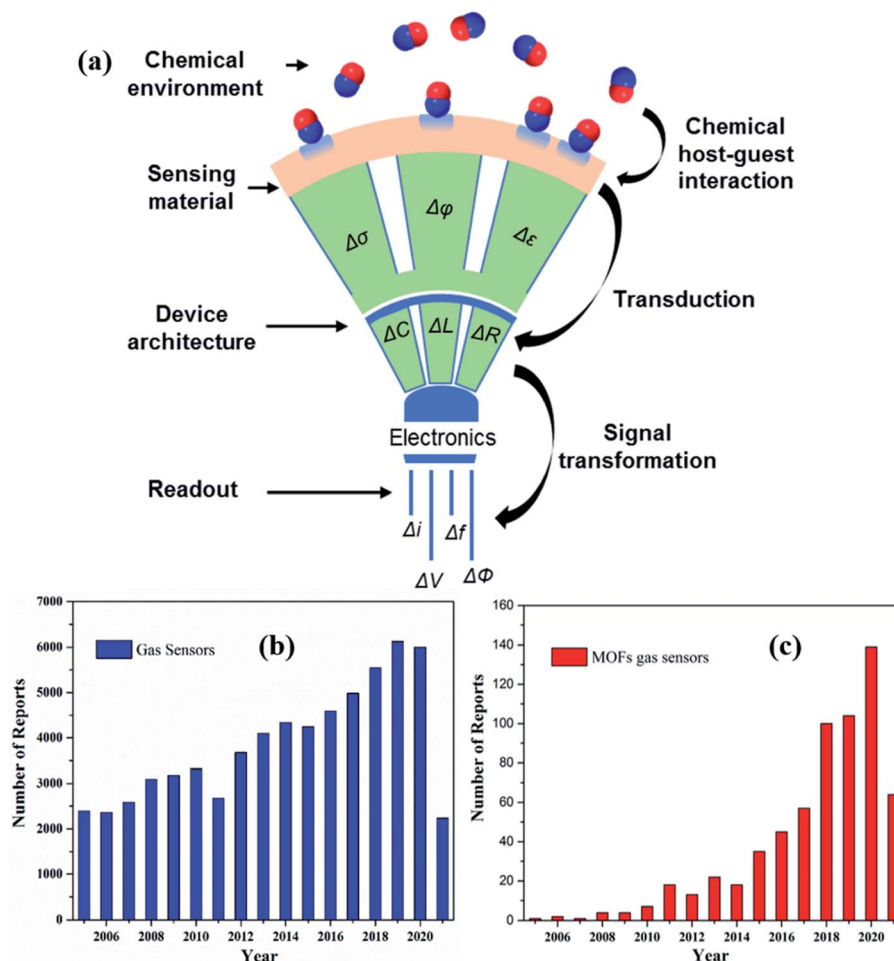 (a)
Chemical
environment
Chemical
host-guest
interaction
Sensing
material
Δσ
Δφ
Δε
Transduction
Device
architecture
ΔC
ΔL
ΔR
Electronics
Signal
transformation
Readout
Δi
Δf
ΔV
ΔΦ
7000
6000
5000
4000
3000
2000
1000
0
Number of Reports
Gas Sensors
(b)
2006
2008
2010
2012
2014
2016
2018
2020
Year
160
140
120
100
80
60
40
20
0
Number of Reports
MOFs gas sensors
(c)
2006
2008
2010
2012
2014
2016
2018
2020
Year